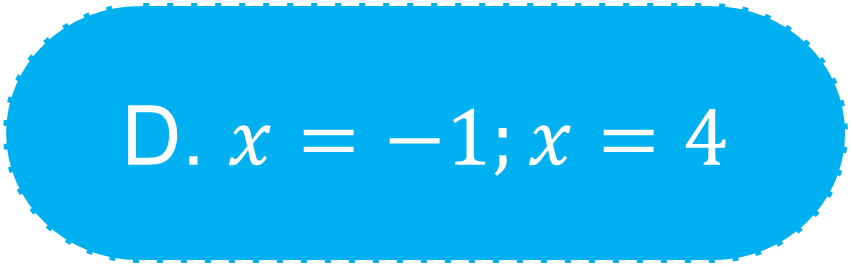 D. 𝑥 = −1; 𝑥 = 4